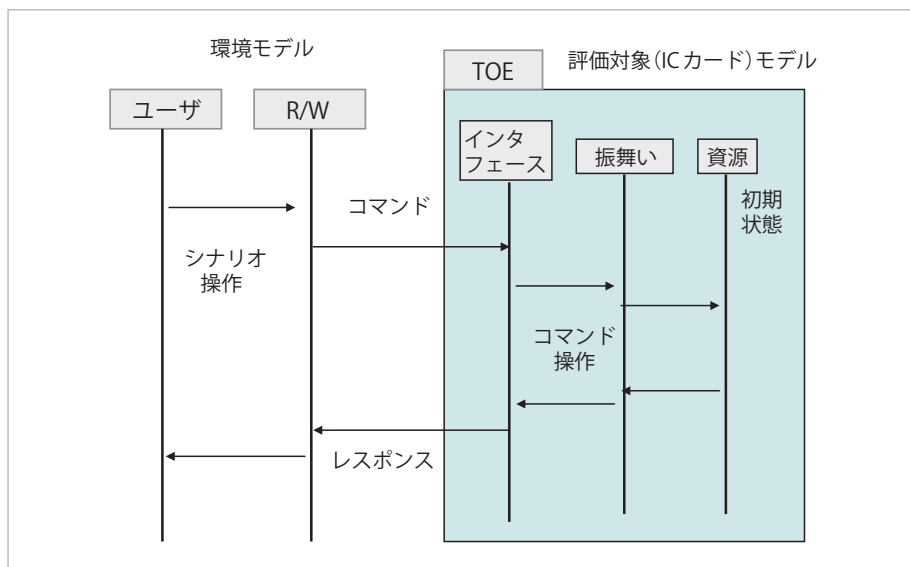 環境モデル
TOE
評価対象(ICカード)モデル
ユーザ
R/W
インタ
フェース
振舞い
資源
初期
状態
コマンド
シナリオ
操作
コマンド
操作
レスポンス